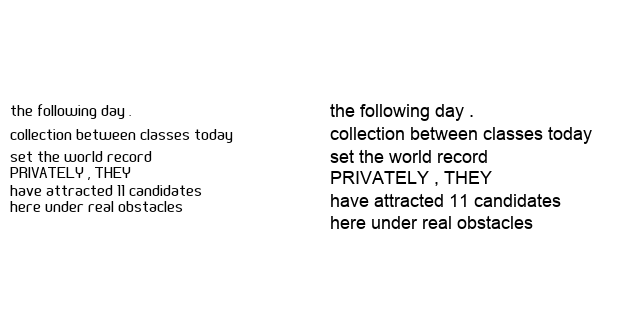 the following day .
collection between classes today
set the world record
PRIVATELY , THEY
have attracted 11 candidates
here under real obstacles
the following day .
collection between classes today
set the world record
PRIVATELY , THEY
have attracted 11 candidates
here under real obstacles